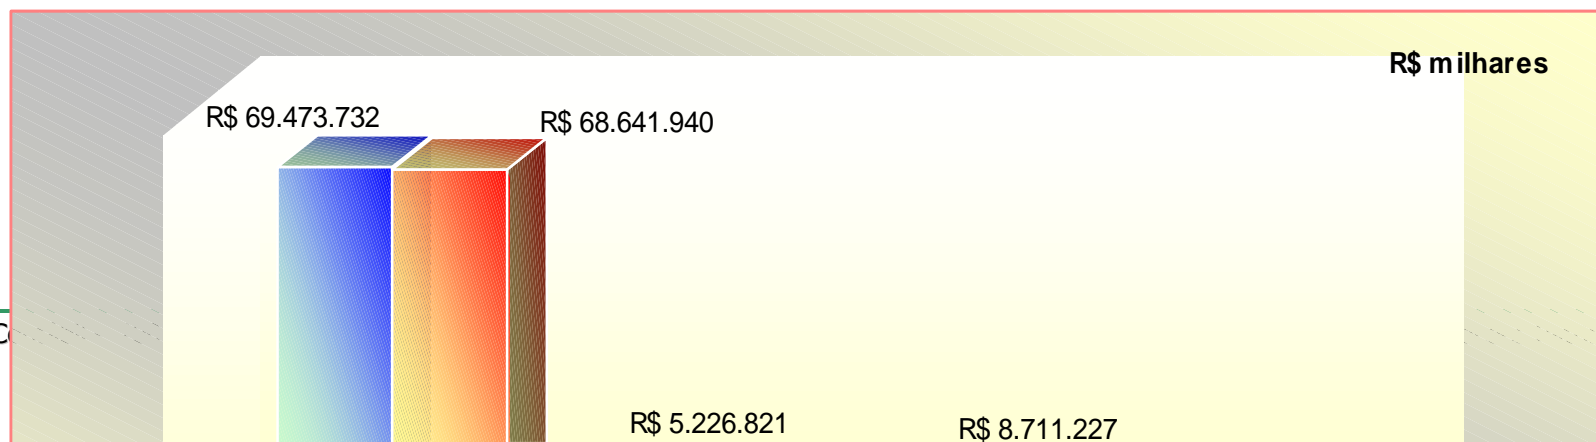 R$ milhares
R$ 69.473.732
R$ 68.641.940
R$ 5.226.821
R$ 8.711.227